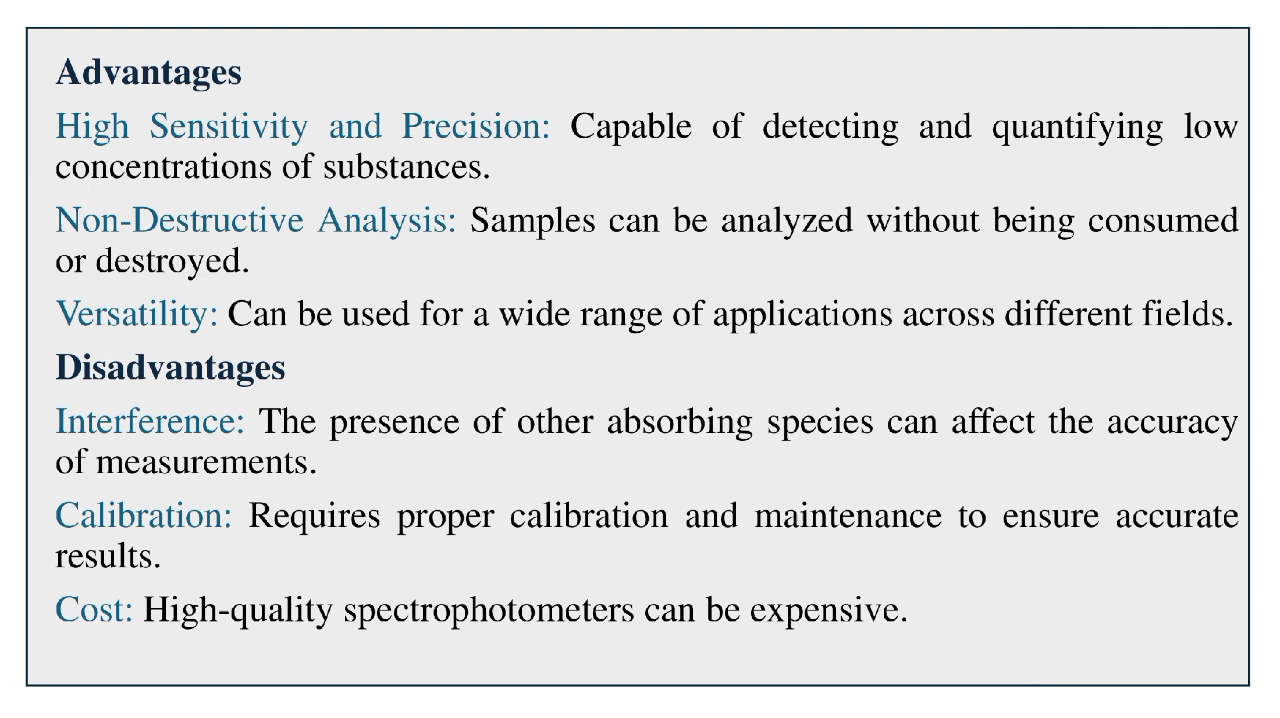 Advantages
High Sensitivity and Precision: Capable of detecting and quantifying low
concentrations of substances.
Non-Destructive Analysis: Samples can be analyzed without being consumed
or destroyed.
Versatility: Can be used for a wide range of applications across different fields.
Disadvantages
Interference: The presence of other absorbing species can affect the accuracy
of measurements.
Calibration: Requires proper calibration and maintenance to ensure accurate
results.
Cost: High-quality spectrophotometers can be expensive.